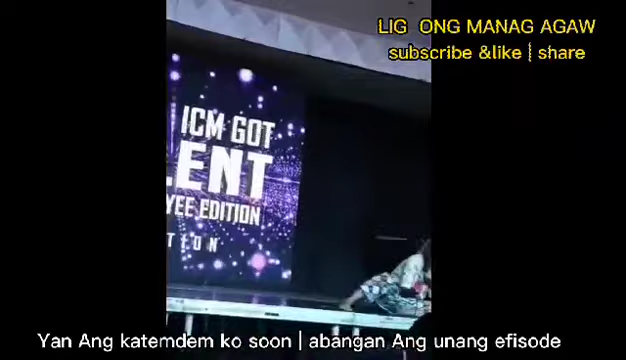 LIG ONG MANAG AGAW
subscribe &like | share
ICM GOT
LENT
YEE EDITION
TION
Yan Ang katemdem ko soon | abangan Ang unang efisode